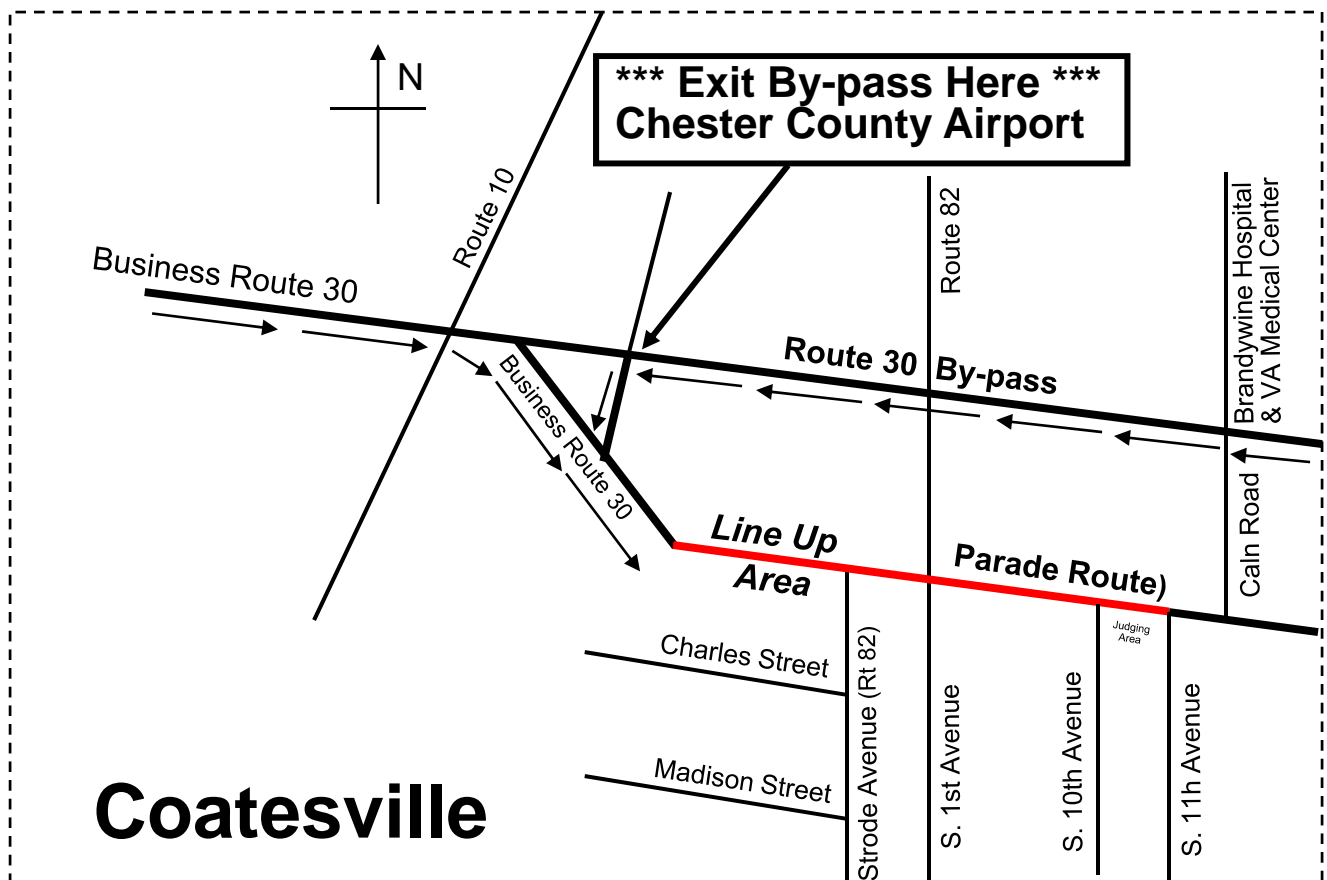 N
*** Exit By-pass Here ***
Chester County Airport
Route 10
Route 82
Brandywine Hospital
& VA Medical Center
Business Route 30
Route 30 By-pass
Business Route 30
Caln Road
Line Up
Area
Parade Route)
Judging
Area
Charles Street
Madison Street
Strode Avenue (Rt 82)
S. 1st Avenue
S. 10th Avenue
S. 11h Avenue
Coatesville